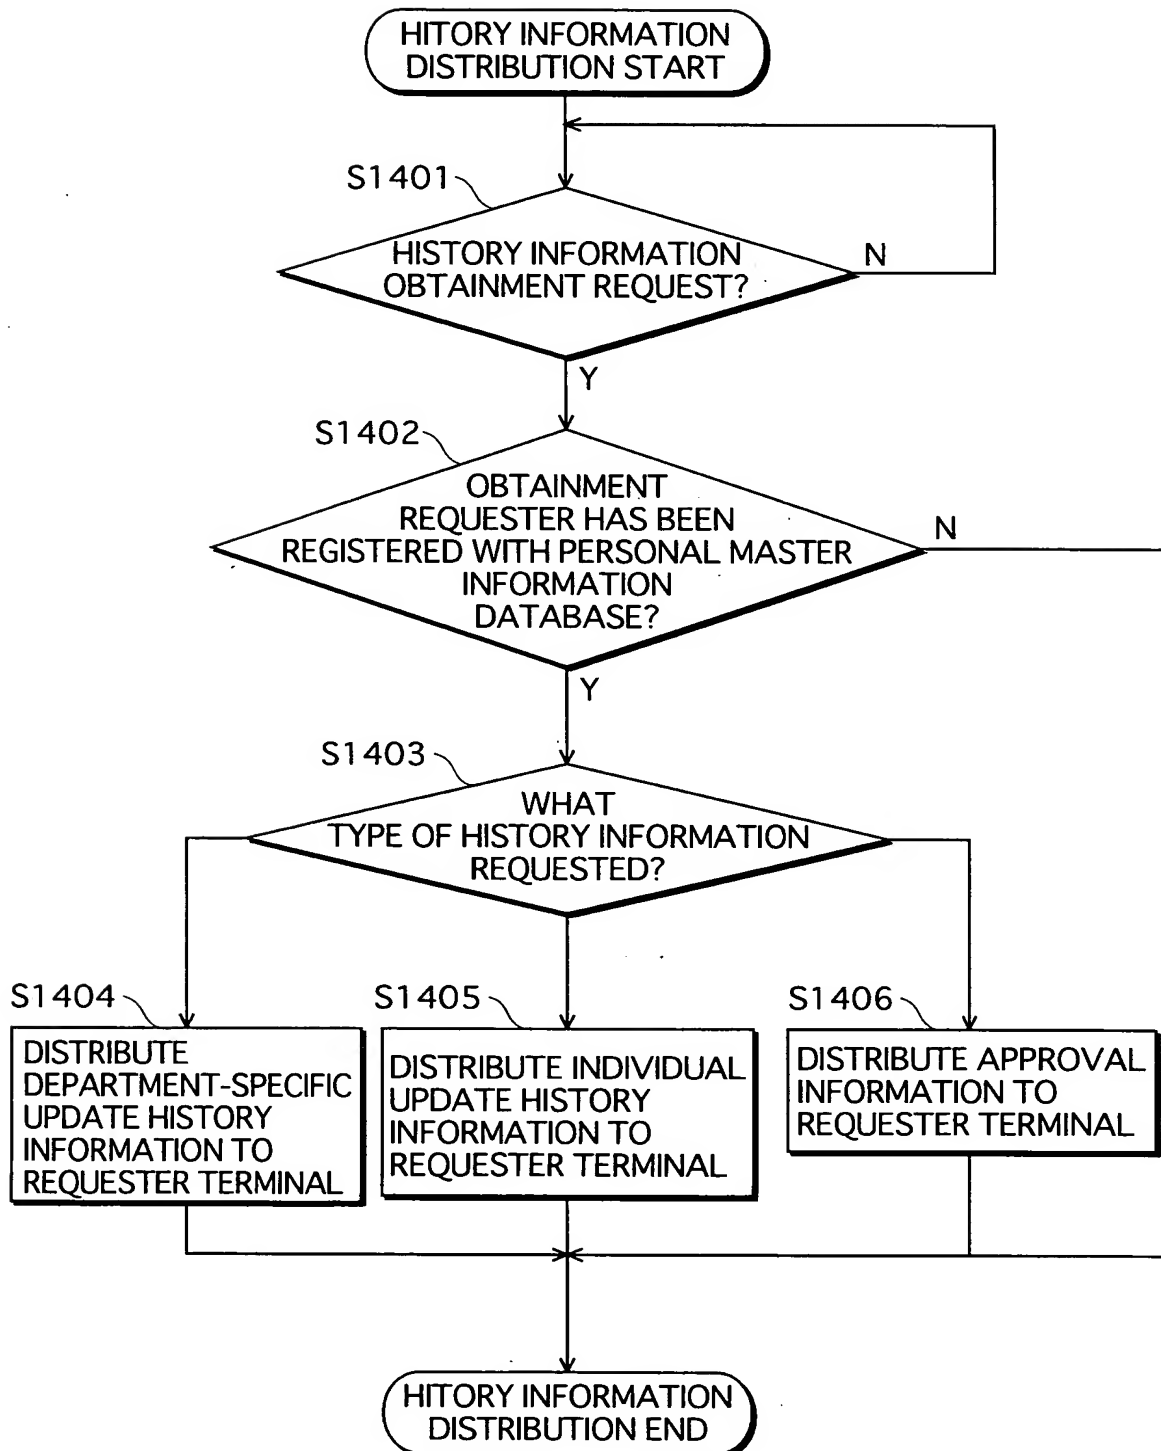 HITORY INFORMATION
DISTRIBUTION START
S1401
HISTORY INFORMATION
OBTAINMENT REQUEST?
N
Y
S1402
OBTAINMENT
REQUESTER HAS BEEN
REGISTERED WITH PERSONAL MASTER
INFORMATION
DATABASE?
N
Y
S1403
WHAT
TYPE OF HISTORY INFORMATION
REQUESTED?
S1404
DISTRIBUTE
DEPARTMENT-SPECIFIC
UPDATE HISTORY
INFORMATION TO
REQUESTER TERMINAL
S1405
DISTRIBUTE INDIVIDUAL
UPDATE HISTORY
INFORMATION TO
REQUESTER TERMINAL
S1406
DISTRIBUTE APPROVAL
INFORMATION TO
REQUESTER TERMINAL
HITORY INFORMATION
DISTRIBUTION END